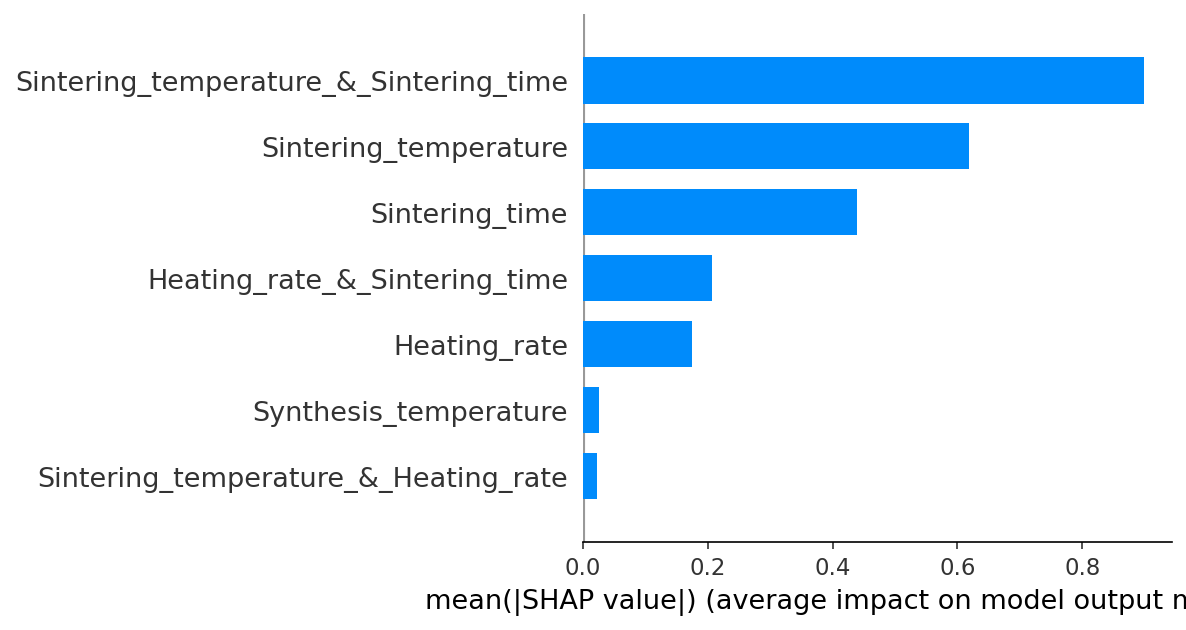 Sintering_temperature_&_Sintering_time
Sintering_temperature
Sintering_time
Heating_rate_&_Sintering_time
Heating_rate
Synthesis_temperature
Sintering_temperature_&_Heating_rate
0.0 0.2 0.4 0.6 0.8
mean(|SHAP value|) (average impact on model output